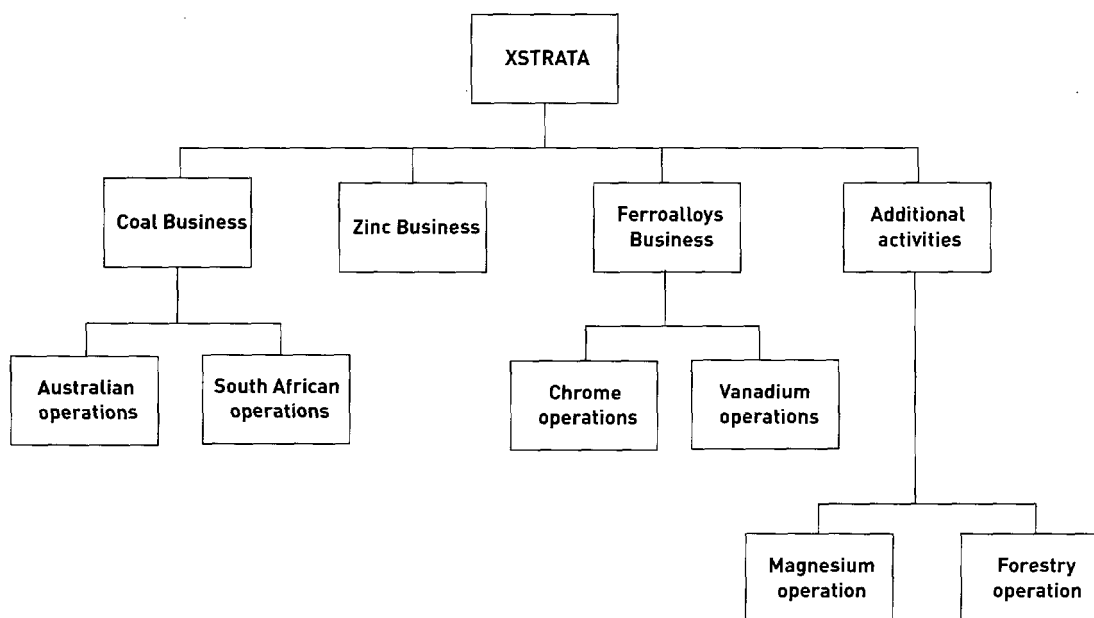 XSTRATA
Coal Business
Zinc Business
Ferroalloys
Business
Additional
activities
Australian
operations
South African
operations
Chrome
operations
Vanadium
operations
Magnesium
operation
Forestry
operation